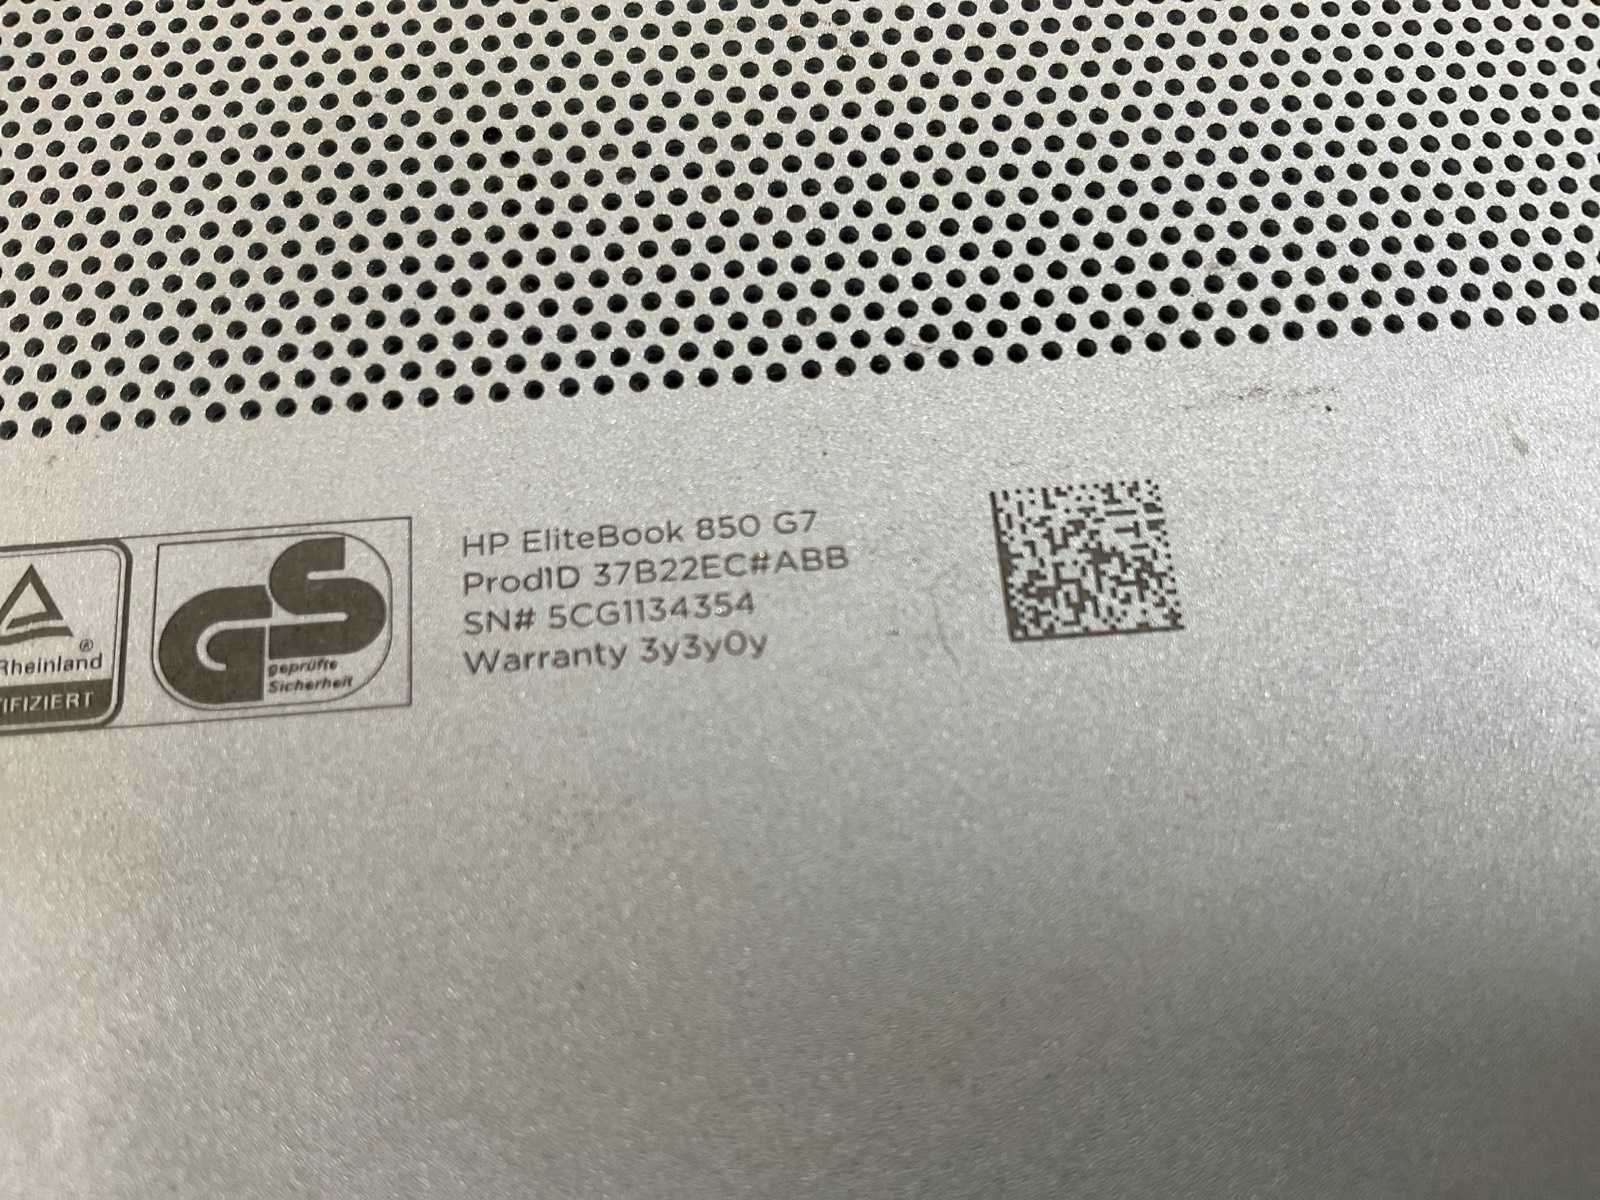 Rheinland
®
IFIZIERT
GS
geprüfte
Sicherheit
HP EliteBook 850 G7
ProdID 37B22EC#ABB
SN# 5CG1134354
Warranty 3y3y0y